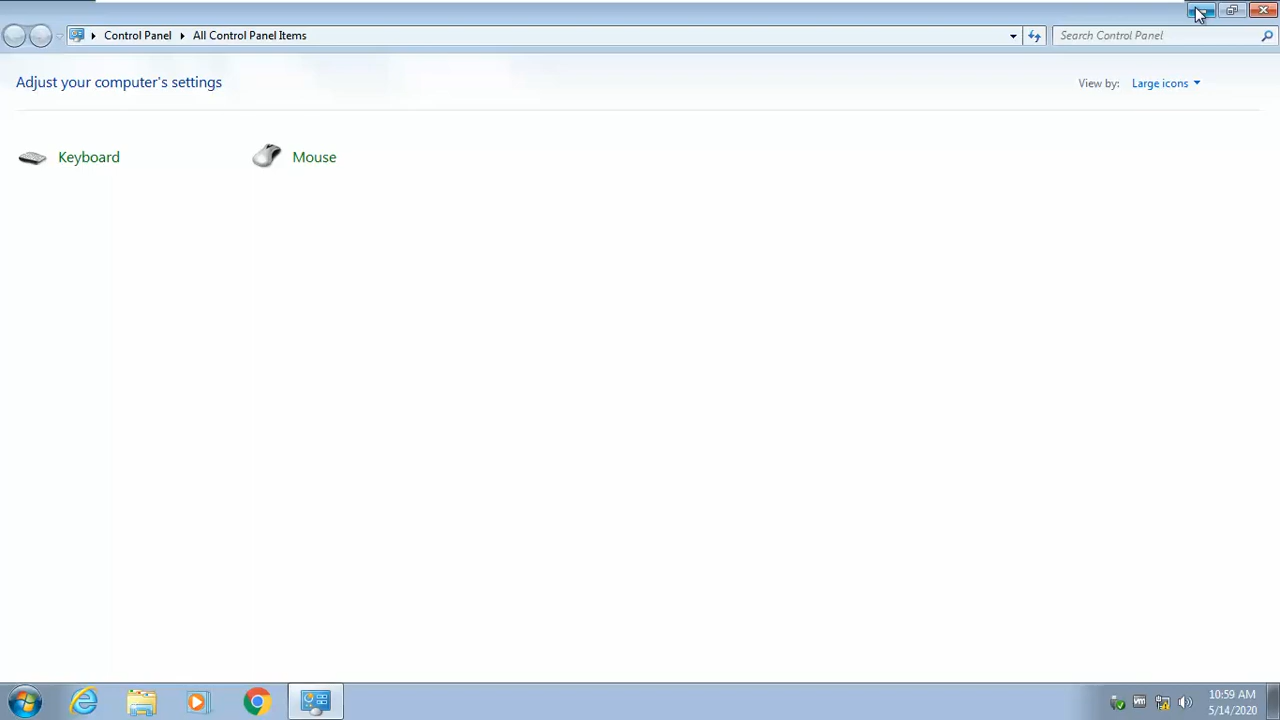 Control Panel All Control Panel Items
Search Control Panel
Adjust your computer's settings
View by: Large icons
Keyboard Mouse
10:59 AM
5/14/2020